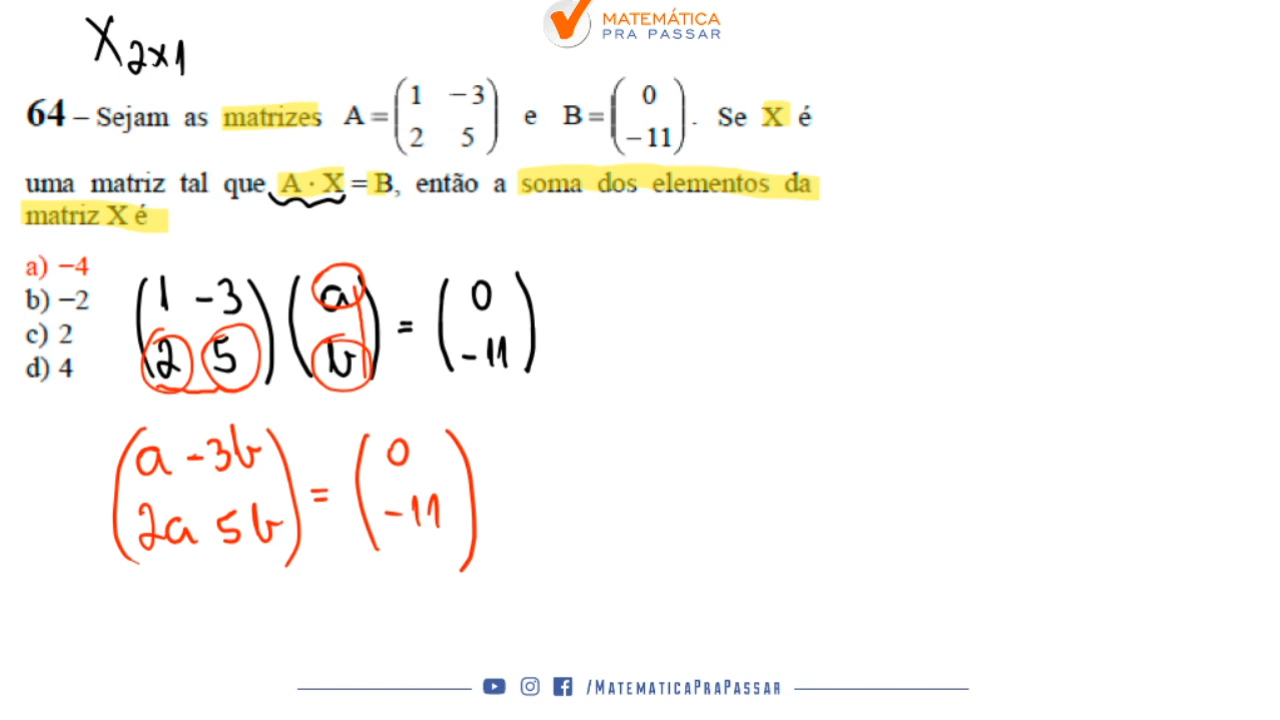 X₂ₓ₁
MATEMÁTICA
PRA PASSAR
64 – Sejam as matrizes A = (1 −3 e B = (0 . Se X é
2 5) −11)
uma matriz tal que A · X = B, então a soma dos elementos da
matriz X é
a) −4
b) −2
c) 2
d) 4
(1 −3) (a) = (0)
(2 5) (b) (−11)
(a −3b) = (0)
(2a 5b) (−11)
/MATEMATICAPRAPASSAR